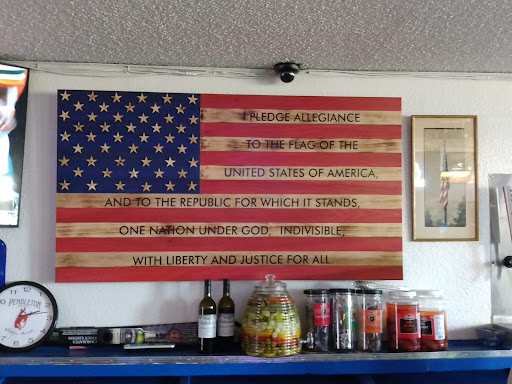 I PLEDGE ALLEGIANCE
TO THE FLAG OF THE
UNITED STATES OF AMERICA,
AND TO THE REPUBLIC FOR WHICH IT STANDS,
ONE NATION UNDER GOD, INDIVISIBLE,
WITH LIBERTY AND JUSTICE FOR ALL.
PENDLETON